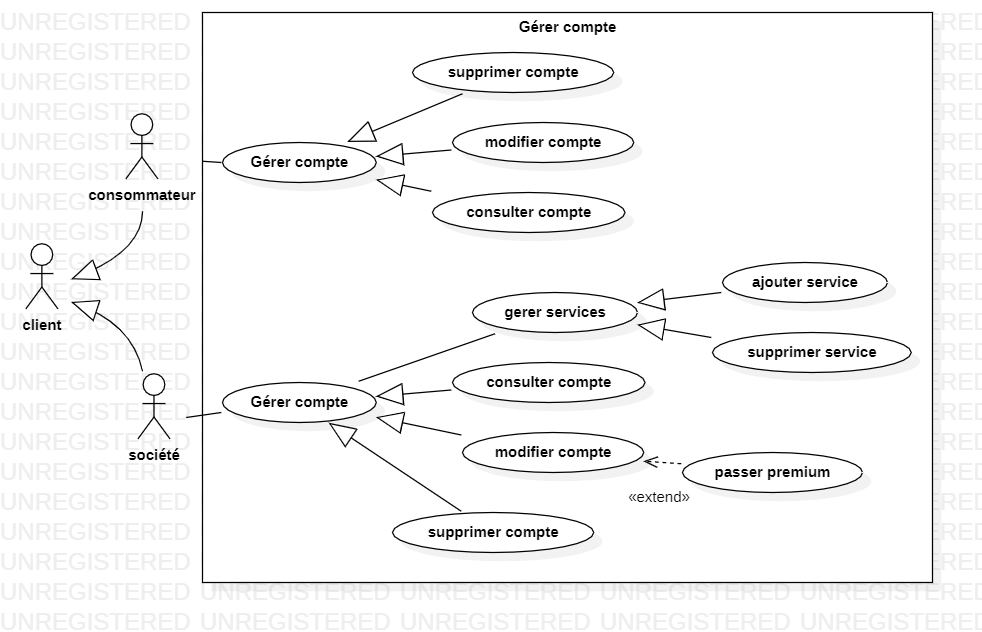 Gérer compte
supprimer compte
modifier compte
Gérer compte
consommateur
consulter compte
client
ajouter service
gerer services
supprimer service
consulter compte
Gérer compte
modifier compte
société
passer premium
«extend»
supprimer compte
UNREGISTERED